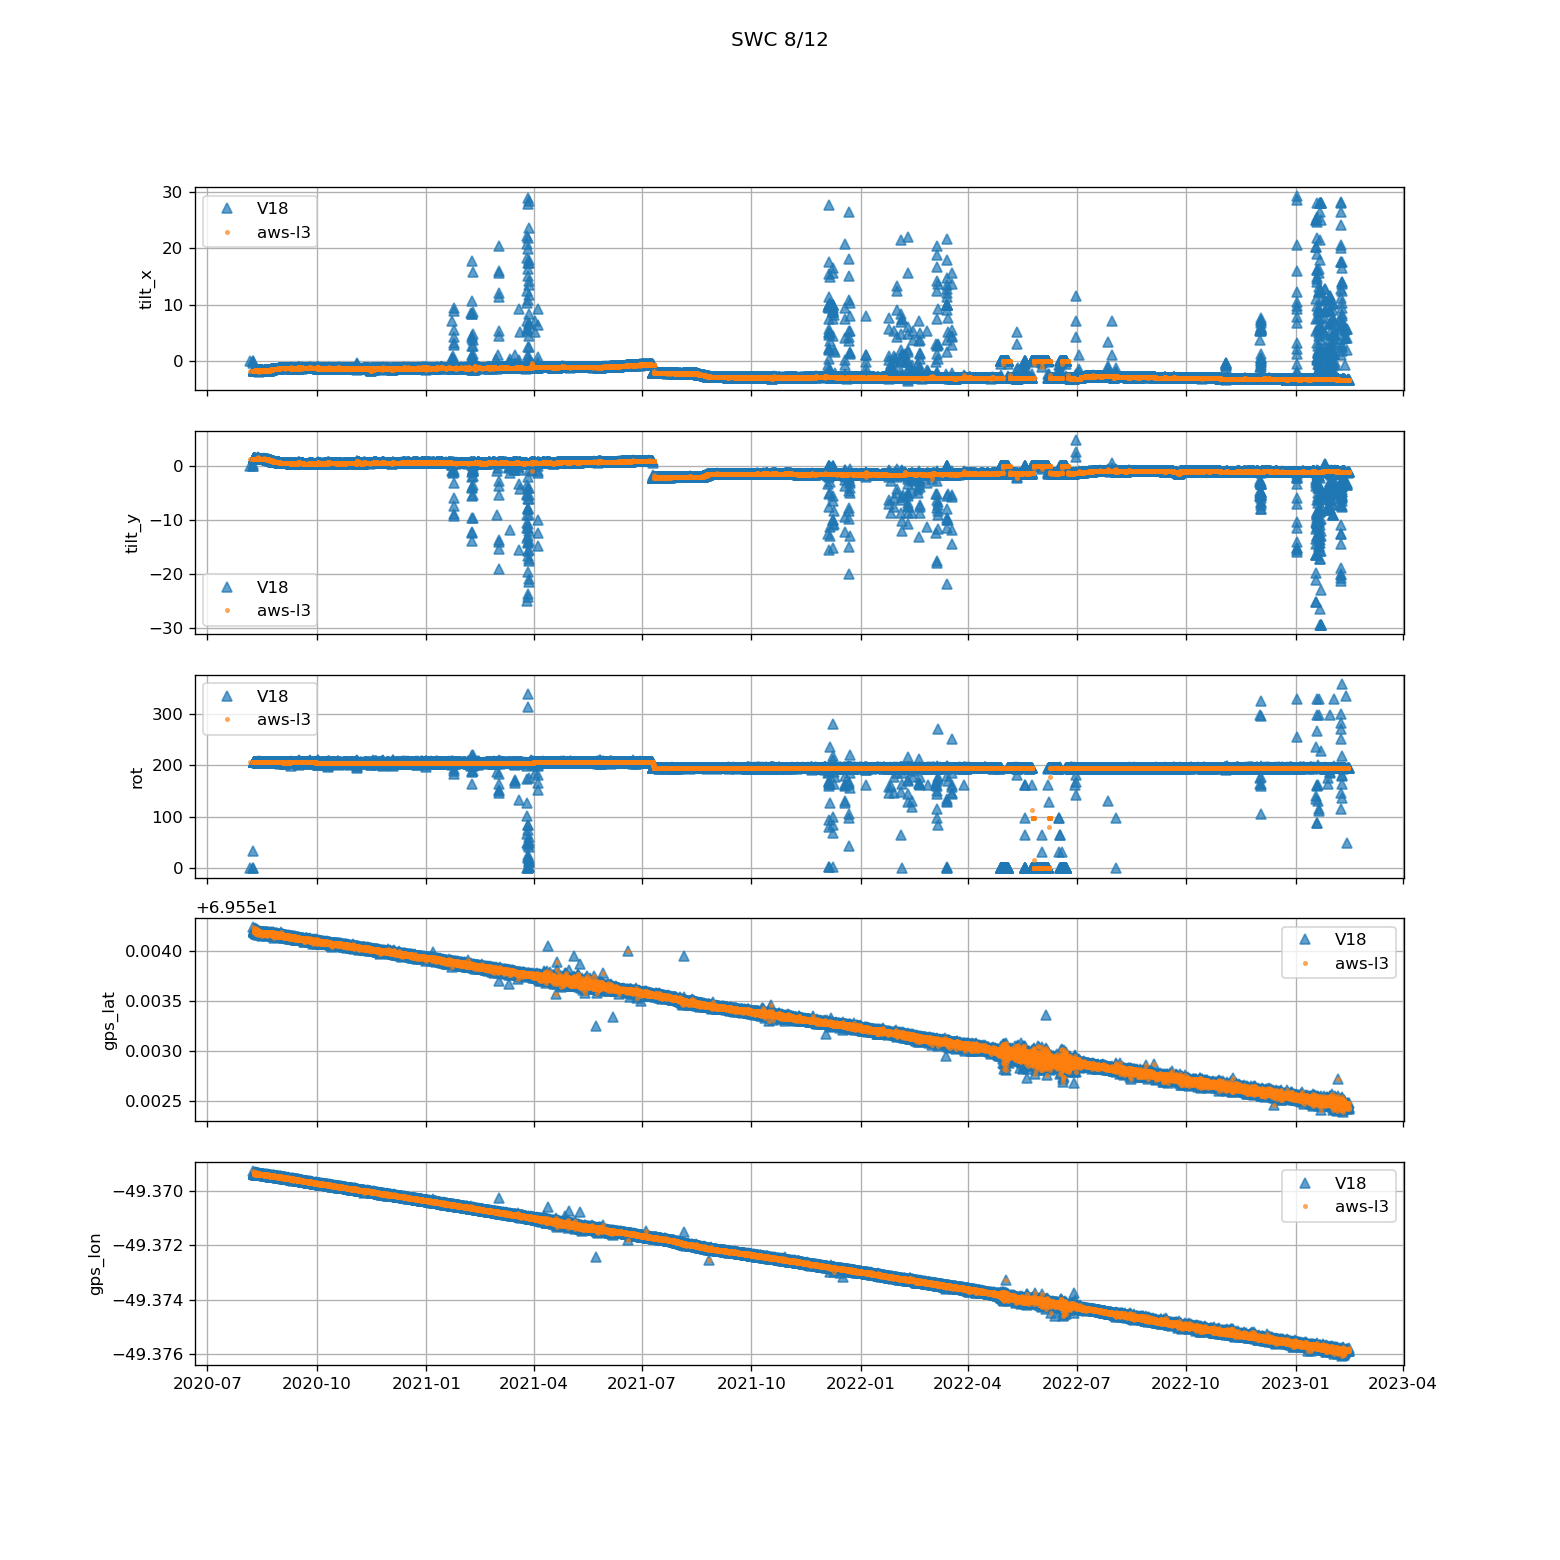 SWC 8/12
30
20
10
0
tilt_x
V18
aws-l3
0
−10
−20
−30
tilt_y
V18
aws-l3
300
200
100
0
rot
V18
aws-l3
+6.955e1
0.0040
0.0035
0.0030
0.0025
gps_lat
V18
aws-l3
−49.370
−49.372
−49.374
−49.376
gps_lon
V18
aws-l3
2020-07 2020-10 2021-01 2021-04 2021-07 2021-10 2022-01 2022-04 2022-07 2022-10 2023-01 2023-04